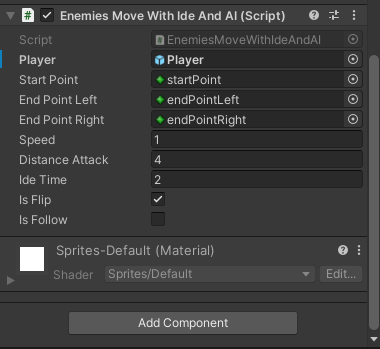 Enemies Move With Ide And AI (Script)
Script EnemiesMoveWithIdeAndAI
Player Player
Start Point startPoint
End Point Left endPointLeft
End Point Right endPointRight
Speed 1
Distance Attack 4
Ide Time 2
Is Flip
Is Follow
Sprites-Default (Material)
Shader Sprites/Default Edit...
Add Component